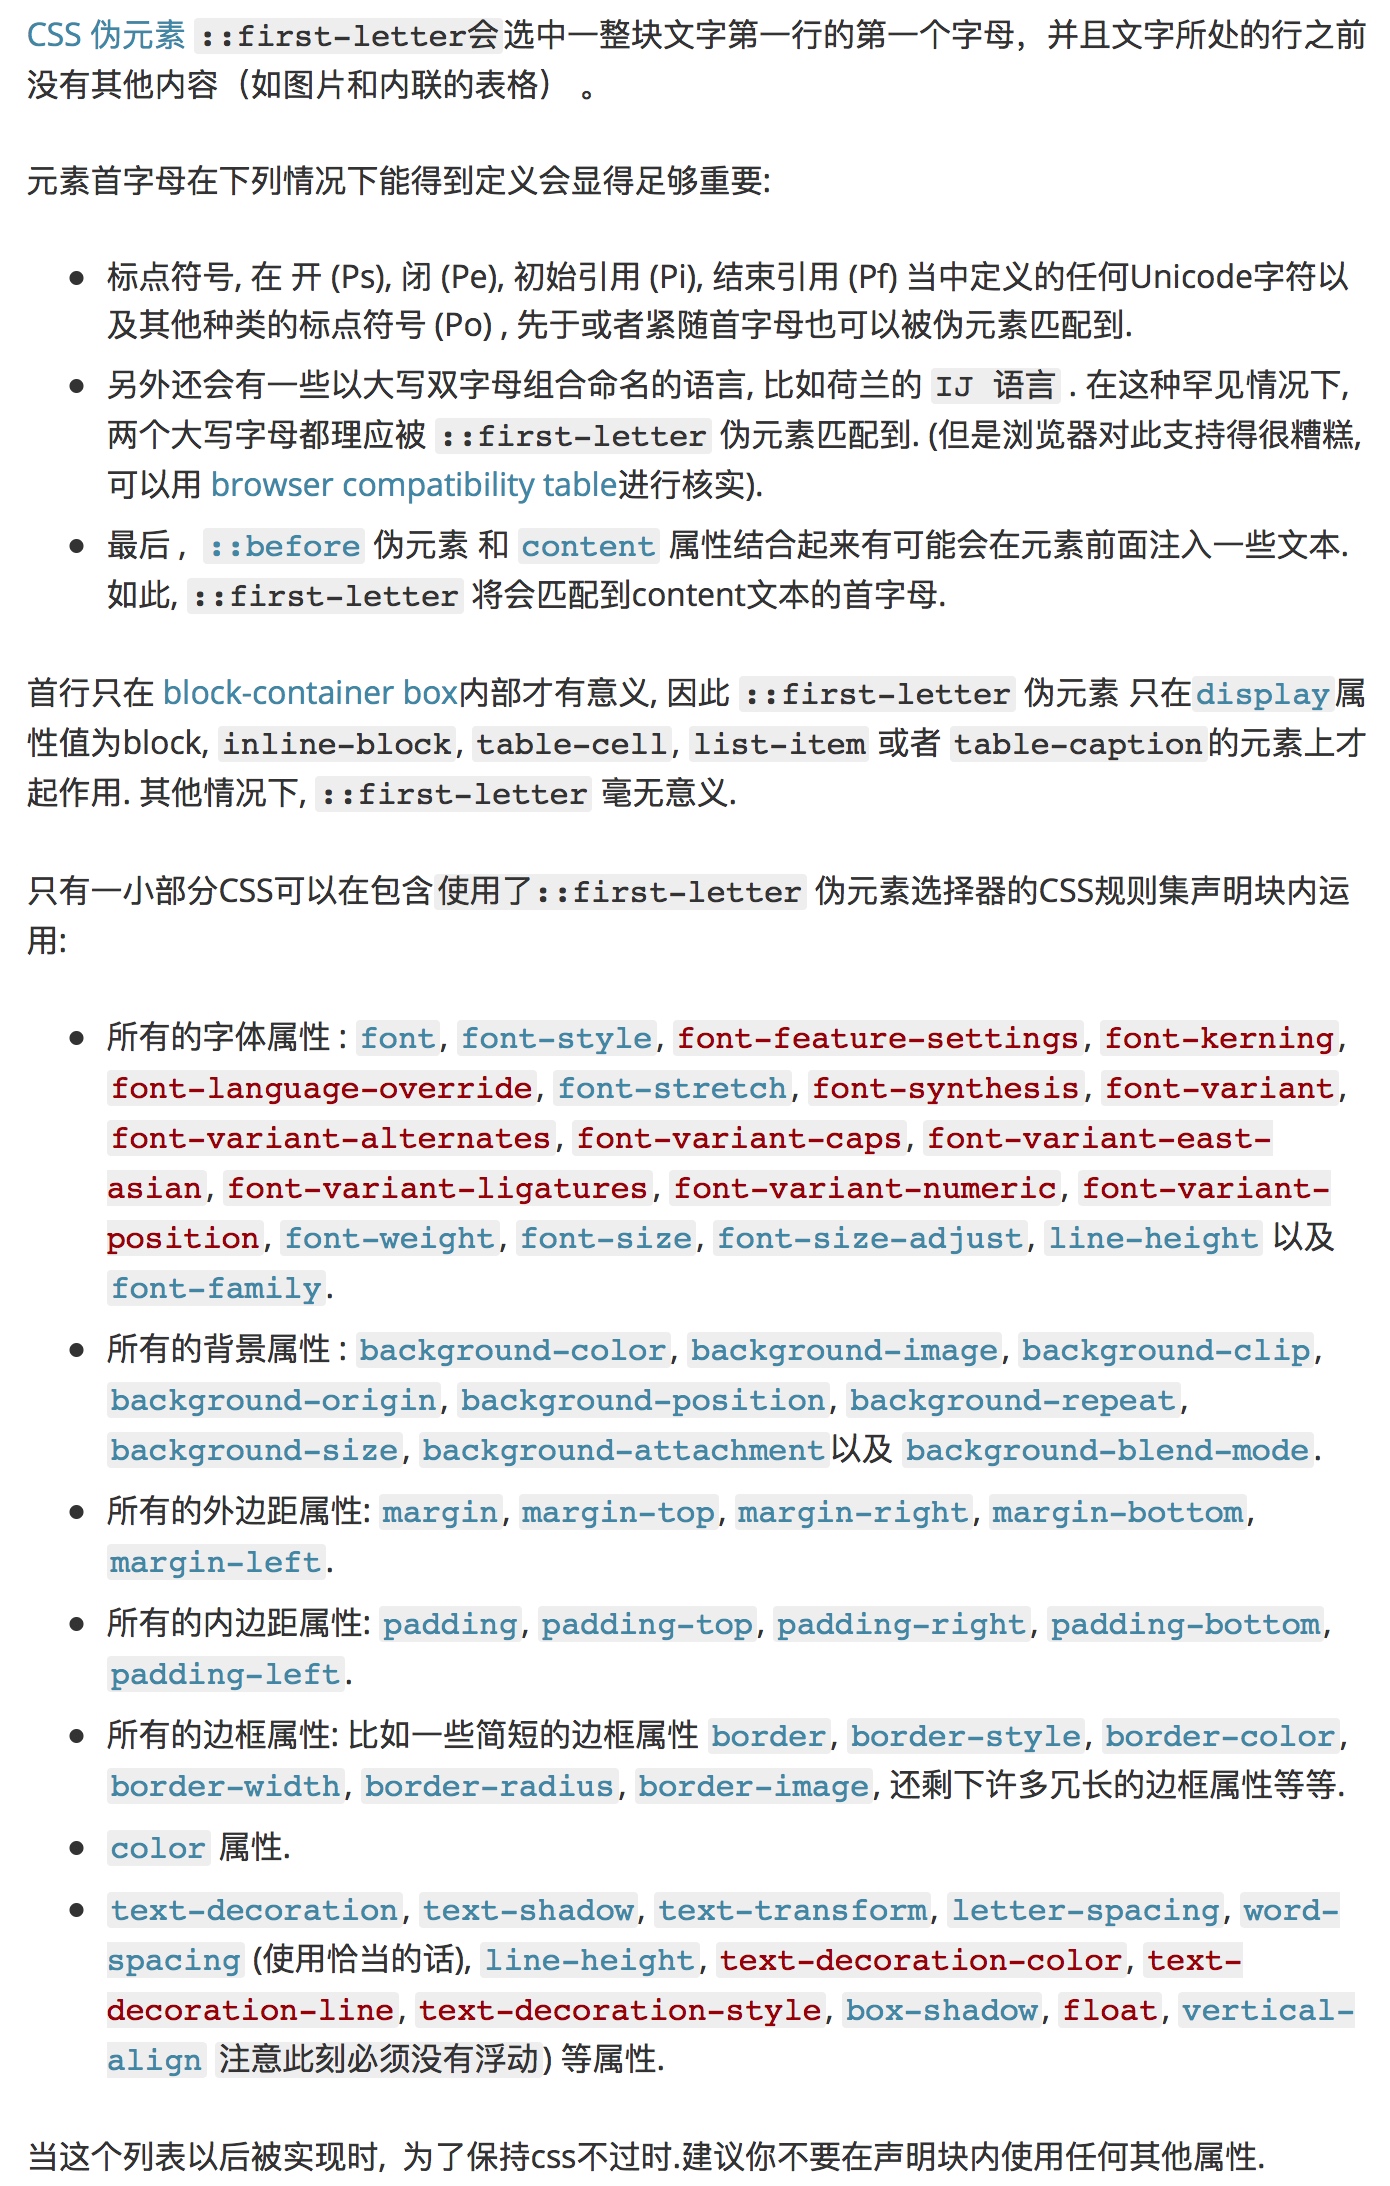 CSS 伪元素 ::first-letter会选中一整块文字第一行的第一个字母，并且文字所处的行之前
没有其他内容（如图片和内联的表格） 。
元素首字母在下列情况下能得到定义会显得足够重要:
标点符号, 在 开 (Ps), 闭 (Pe), 初始引用 (Pi), 结束引用 (Pf) 当中定义的任何Unicode字符以
及其他种类的标点符号 (Po) , 先于或者紧随首字母也可以被伪元素匹配到.
另外还会有一些以大写双字母组合命名的语言, 比如荷兰的 IJ 语言 . 在这种罕见情况下,
两个大写字母都理应被 ::first-letter 伪元素匹配到. (但是浏览器对此支持得很糟糕,
可以用 browser compatibility table进行核实).
最后 , ::before 伪元素 和 content 属性结合起来有可能会在元素前面注入一些文本.
如此, ::first-letter 将会匹配到content文本的首字母.
首行只在 block-container box内部才有意义, 因此 ::first-letter 伪元素 只在display属
性值为block, inline-block, table-cell, list-item 或者 table-caption的元素上才
起作用. 其他情况下, ::first-letter 毫无意义.
只有一小部分CSS可以在包含使用了::first-letter 伪元素选择器的CSS规则集声明块内运
用:
所有的字体属性 : font, font-style, font-feature-settings, font-kerning,
font-language-override, font-stretch, font-synthesis, font-variant,
font-variant-alternates, font-variant-caps, font-variant-east-
asian, font-variant-ligatures, font-variant-numeric, font-variant-
position, font-weight, font-size, font-size-adjust, line-height 以及
font-family.
所有的背景属性 : background-color, background-image, background-clip,
background-origin, background-position, background-repeat,
background-size, background-attachment以及 background-blend-mode.
所有的外边距属性: margin, margin-top, margin-right, margin-bottom,
margin-left.
所有的内边距属性: padding, padding-top, padding-right, padding-bottom,
padding-left.
所有的边框属性: 比如一些简短的边框属性 border, border-style, border-color,
border-width, border-radius, border-image, 还剩下许多冗长的边框属性等等.
color 属性.
text-decoration, text-shadow, text-transform, letter-spacing, word-
spacing (使用恰当的话), line-height, text-decoration-color, text-
decoration-line, text-decoration-style, box-shadow, float, vertical-
align 注意此刻必须没有浮动) 等属性.
当这个列表以后被实现时, 为了保持css不过时.建议你不要在声明块内使用任何其他属性.